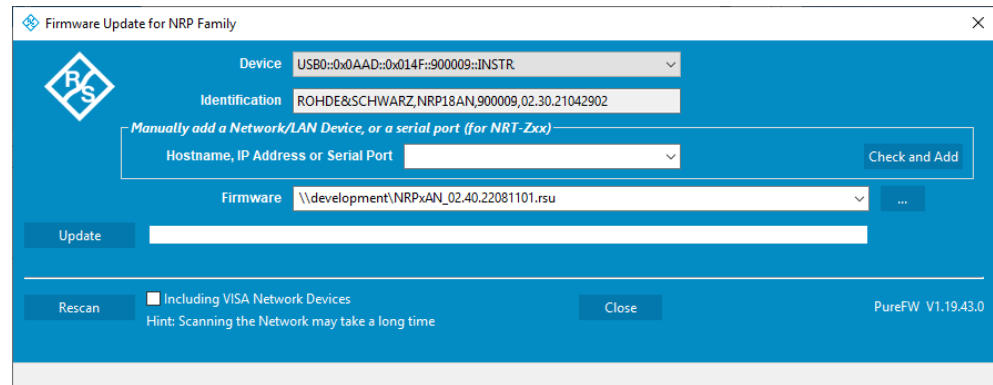 Firmware Update for NRP Family
R S
Device USB0::0x0AAD::0x014F::900009::INSTR
Identification ROHDE&SCHWARZ,NRP18AN,900009,02.30.21042902
Manually add a Network/LAN Device, or a serial port (for NRT-Zxx)
Hostname, IP Address or Serial Port Check and Add
Firmware \\development\NRPxAN_02.40.22081101.rsu ...
Update
Rescan Including VISA Network Devices Close PureFW V1.19.43.0
Hint: Scanning the Network may take a long time